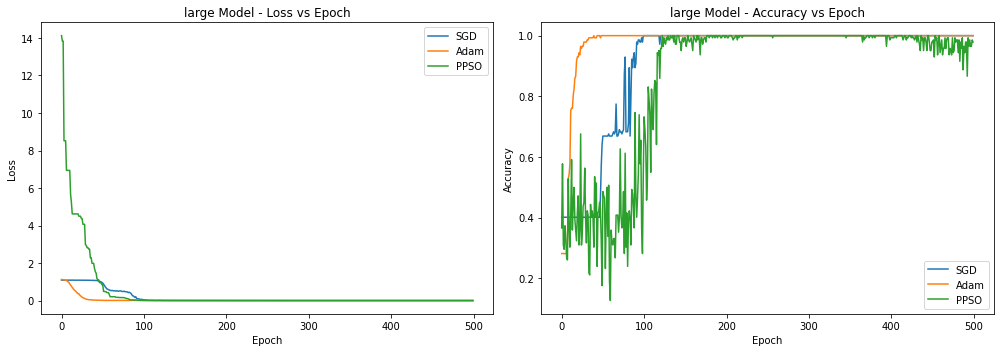 large Model - Loss vs Epoch
14
12
10
8
6
4
2
0
Loss
0 100 200 300 400 500
Epoch
SGD
Adam
PPSO
large Model - Accuracy vs Epoch
1.0
0.8
0.6
0.4
0.2
Accuracy
0 100 200 300 400 500
Epoch
SGD
Adam
PPSO